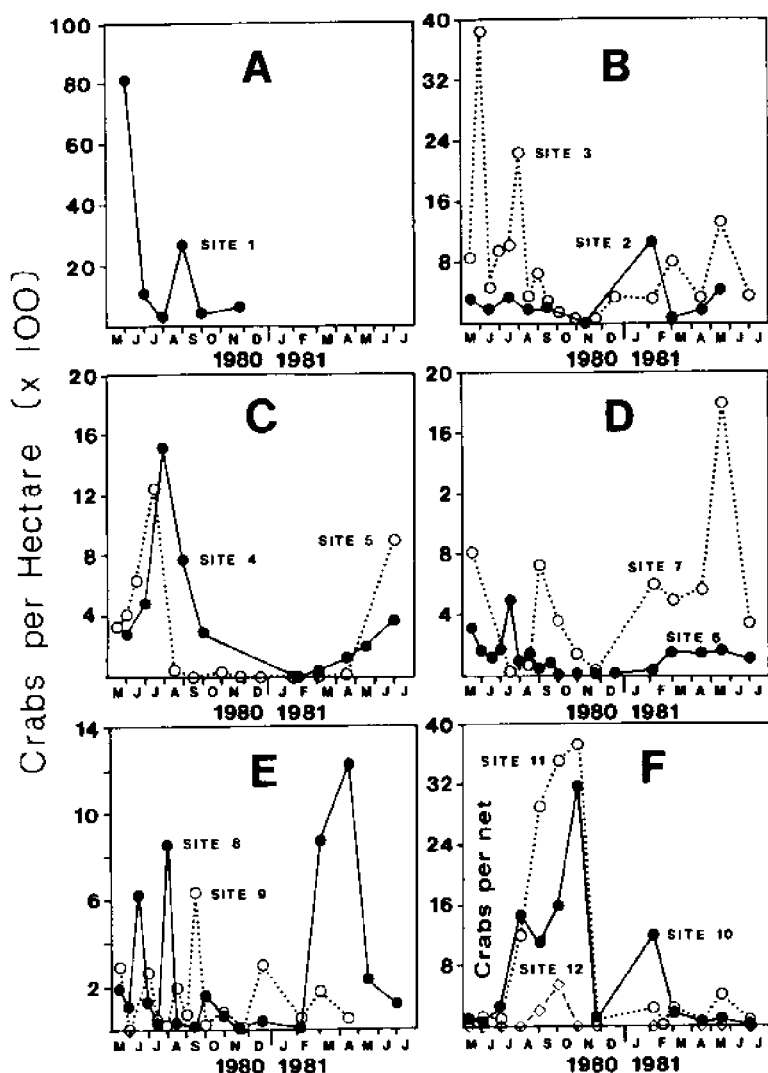 Crabs per Hectare (x 100)
A
100
80
60
40
20
SITE 1
M J J A S O N D J F M A M J J
1980 1981
B
40
32
24
16
8
SITE 3
SITE 2
M J J A S O N D J F M A M J J
1980 1981
C
20
16
12
8
4
SITE 4
SITE 5
M J J A S O N D J F M A M J J
1980 1981
D
20
16
2
8
4
SITE 7
SITE 6
M J J A S O N D J F M A M J J
1980 1981
E
14
10
6
2
SITE 8
SITE 9
M J J A S O N D J F M A M J J
1980 1981
F
Crabs per net
40
32
24
16
8
SITE 11
SITE 10
SITE 12
M J J A S O N D J F M A M J J
1980 1981